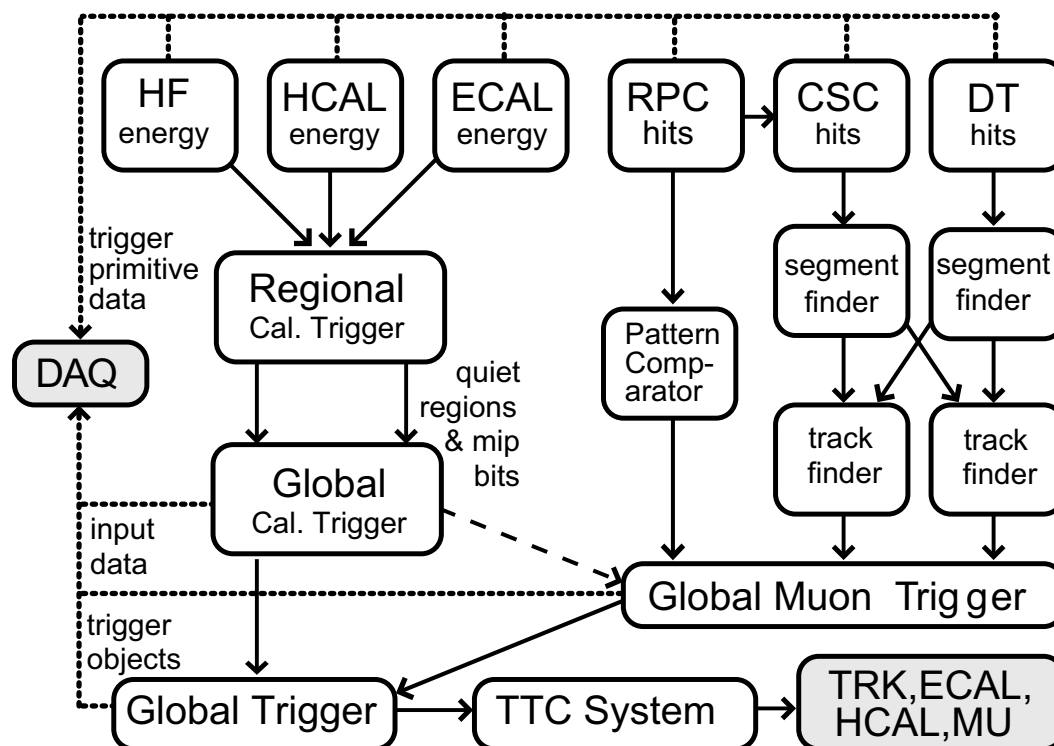 HF
energy
HCAL
energy
ECAL
energy
RPC
hits
CSC
hits
DT
hits
trigger
primitive
data
Regional
Cal. Trigger
segment
finder
segment
finder
DAQ
Pattern
Comp-
arator
quiet
regions
& mip
bits
track
finder
track
finder
Global
Cal. Trigger
input
data
Global Muon Trigger
trigger
objects
Global Trigger
TTC System
TRK,ECAL,
HCAL,MU